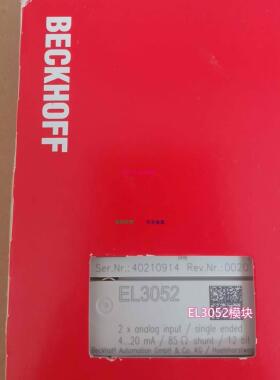 BECKHOFF
Ser.Nr.: 40210914 Rev.Nr.: 0020
EL3052
EL3052模块
2 x analog input / single ended
4...20 mA / 85 Ω shunt / 12 bit
Beckhoff Automation GmbH & Co. KG /